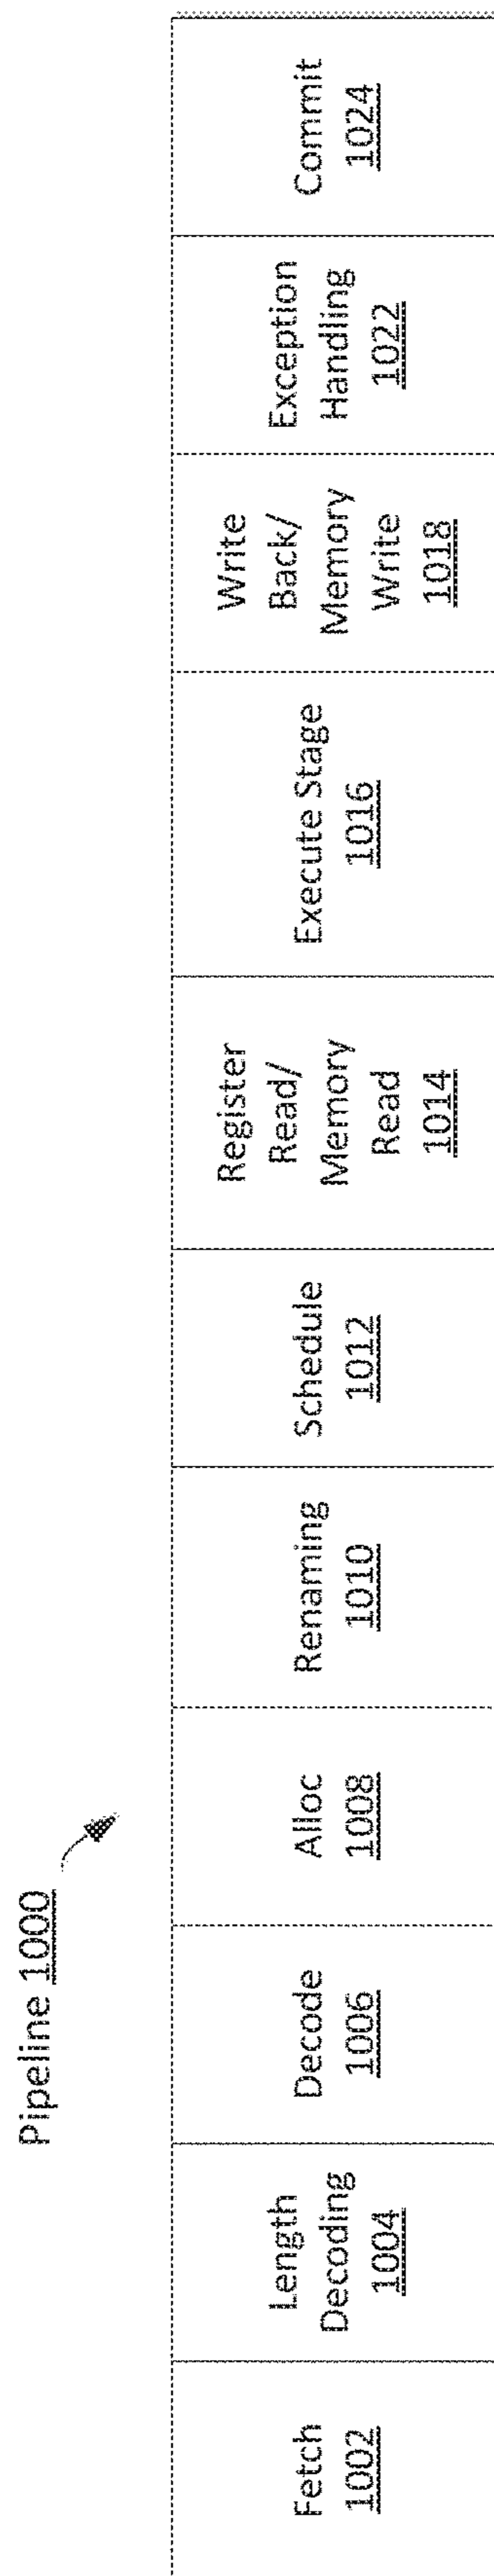 Pipeline 1000
Fetch
1002
Length
Decoding
1004
Decode
1006
Alloc
1008
Renaming
1010
Schedule
1012
Register
Read/
Memory
Read
1014
Execute Stage
1016
Write
Back/
Memory
Write
1018
Exception
Handling
1022
Commit
1024